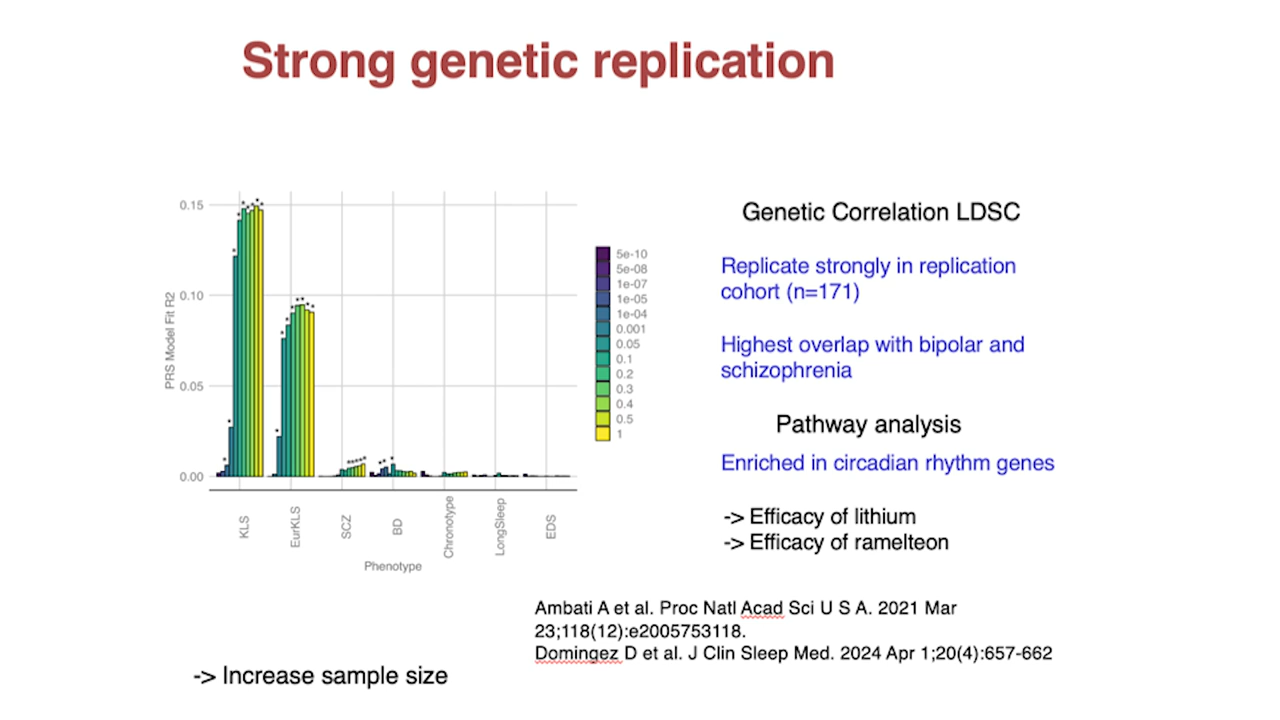 Strong genetic replication
0.15
0.10
0.05
0.00
PRS Model Fit R2
KLS
EurKLS
SCZ
BD
Chronotype
LongSleep
EDS
Phenotype
5e-10
5e-08
1e-07
1e-05
1e-04
0.001
0.05
0.1
0.2
0.3
0.4
0.5
1
Genetic Correlation LDSC
Replicate strongly in replication
cohort (n=171)
Highest overlap with bipolar and
schizophrenia
Pathway analysis
Enriched in circadian rhythm genes
-> Efficacy of lithium
-> Efficacy of ramelteon
Ambati A et al. Proc Natl Acad Sci U S A. 2021 Mar
23;118(12):e2005753118.
Domingez D et al. J Clin Sleep Med. 2024 Apr 1;20(4):657-662
-> Increase sample size